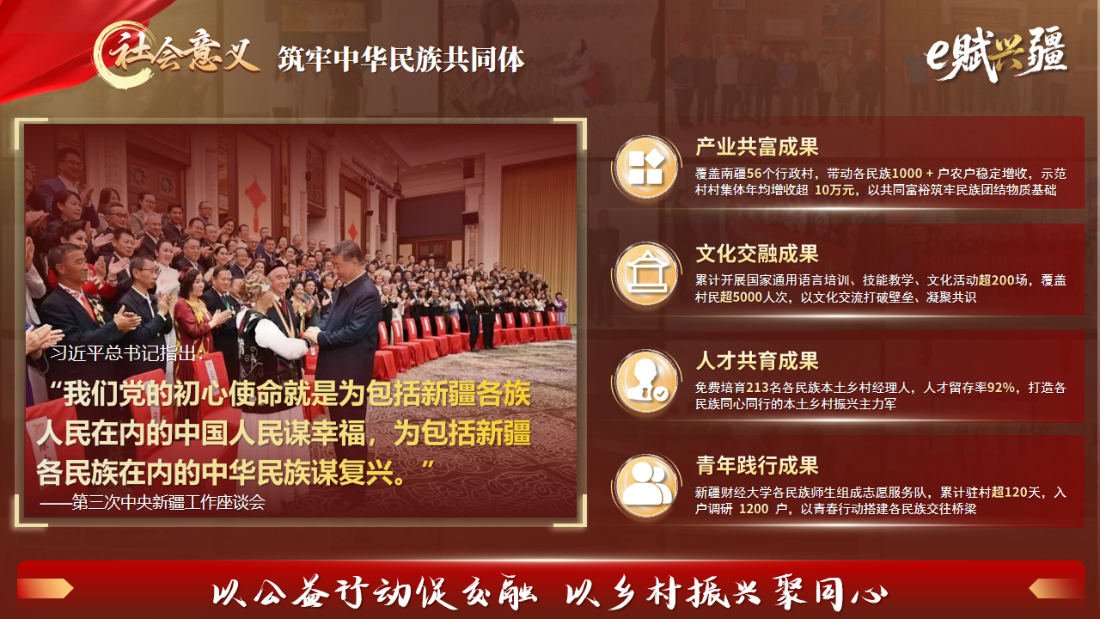 社会意义 筑牢中华民族共同体
e赋兴疆
习近平总书记指出：
“我们党的初心使命就是为包括新疆各族
人民在内的中国人民谋幸福，为包括新疆
各民族在内的中华民族谋复兴。”
——第三次中央新疆工作座谈会
产业共富成果
覆盖南疆56个行政村，带动各民族1000 + 户农户稳定增收，示范
村村集体年均增收超 10万元，以共同富裕筑牢民族团结物质基础
文化交融成果
累计开展国家通用语言培训、技能教学、文化活动超200场，覆盖
村民超5000人次，以文化交流打破壁垒、凝聚共识
人才共育成果
免费培育213名各民族本土乡村经理人，人才留存率92%，打造各
民族同心同行的本土乡村振兴主力军
青年践行成果
新疆财经大学各民族师生组成志愿服务队，累计驻村超120天，入
户调研 1200 户，以青春行动搭建各民族交往桥梁
以公益行动促交融 以乡村振兴聚同心